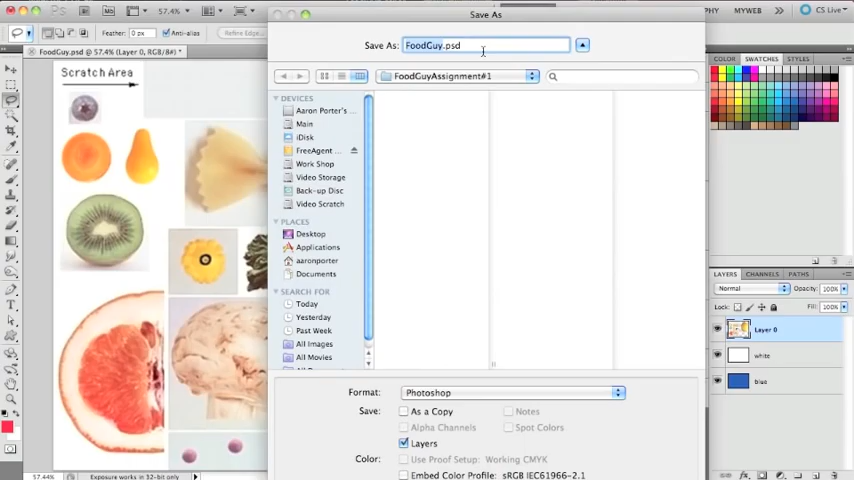 57.4%
MYWEB
CS Live
Save As
Feather: 0 px
Anti-alias
Refine Edge...
FoodGuy.psd @ 57.4% (Layer 0, RGB/8#) *
Save As: FoodGuy.psd
FoodGuyAssignment#1
Scratch Area
DEVICES
Aaron Porter's ...
Main
iDisk
FreeAgent ...
Work Shop
Video Storage
Back-up Disc
Video Scratch
PLACES
Desktop
Applications
aaronporter
Documents
SEARCH FOR
Today
Yesterday
Past Week
All Images
All Movies
COLOR
SWATCHES
STYLES
LAYERS
CHANNELS
PATHS
Normal
Opacity: 100%
Lock:
Fill: 100%
Layer 0
white
blue
Format: Photoshop
Save: As a Copy
Notes
Alpha Channels
Spot Colors
Layers
Color: Use Proof Setup: Working CMYK
Embed Color Profile: sRGB IEC61966-2.1
57.44%
Exposure works in 32-bit only